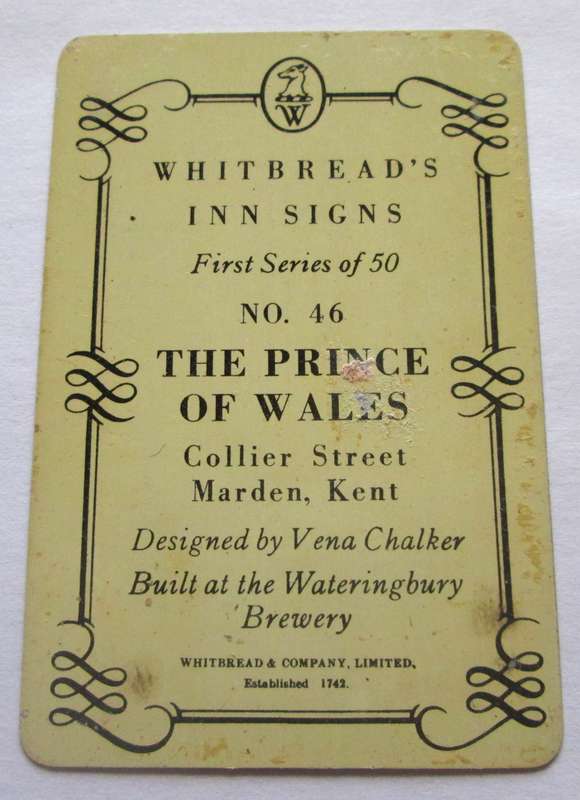 W
WHITBREAD'S
INN SIGNS
First Series of 50
NO. 46
THE PRINCE
OF WALES
Collier Street
Marden, Kent
Designed by Vena Chalker
Built at the Wateringbury
Brewery
WHITBREAD & COMPANY, LIMITED,
Established 1742.